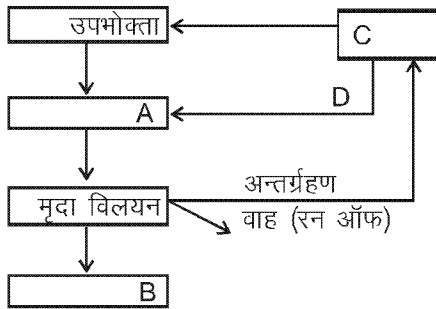 उपभोक्ता
C
D
A
अन्तर्ग्रहण
मृदा विलयन
वाह (रन ऑफ)
B